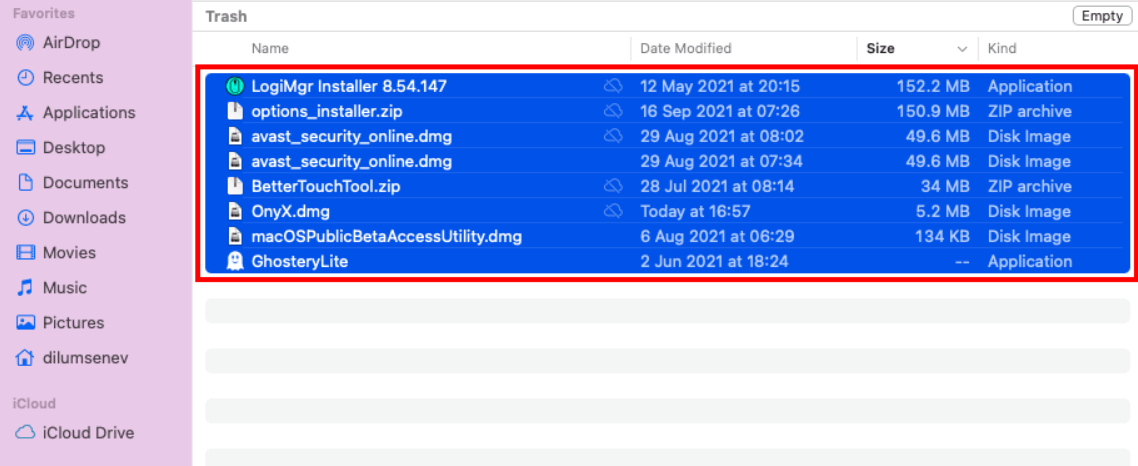 Favorites
AirDrop
Recents
Applications
Desktop
Documents
Downloads
Movies
Music
Pictures
dilumsenev
iCloud
iCloud Drive
Trash Empty
Name Date Modified Size Kind
LogiMgr Installer 8.54.147 12 May 2021 at 20:15 152.2 MB Application
options_installer.zip 16 Sep 2021 at 07:26 150.9 MB ZIP archive
avast_security_online.dmg 29 Aug 2021 at 08:02 49.6 MB Disk Image
avast_security_online.dmg 29 Aug 2021 at 07:34 49.6 MB Disk Image
BetterTouchTool.zip 28 Jul 2021 at 08:14 34 MB ZIP archive
OnyX.dmg Today at 16:57 5.2 MB Disk Image
macOSPublicBetaAccessUtility.dmg 6 Aug 2021 at 06:29 134 KB Disk Image
GhosteryLite 2 Jun 2021 at 18:24 -- Application